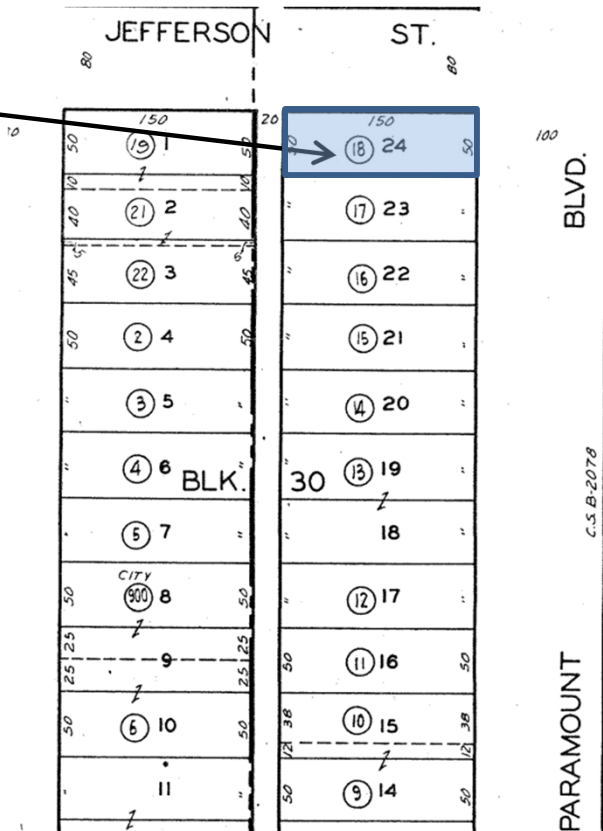 JEFFERSON ST.
80 80
150 20 150
50 19 1 50 50 18 24 50 100 BLVD.
10 10
40 21 2 40 " 17 23 "
5 5
45 22 3 45 " 16 22 "
50 2 4 50 " 15 21 "
" 3 5 " " 14 20 "
" 4 6 " BLK. 30 " 13 19 " C.S. B-2078
" 5 7 " " 18 "
CITY
50 900 8 50 " 12 17 "
25 25
9 50 11 16 50
25 25
50 6 10 50 38 10 15 38 PARAMOUNT
12 12
" 11 " 50 9 14 50